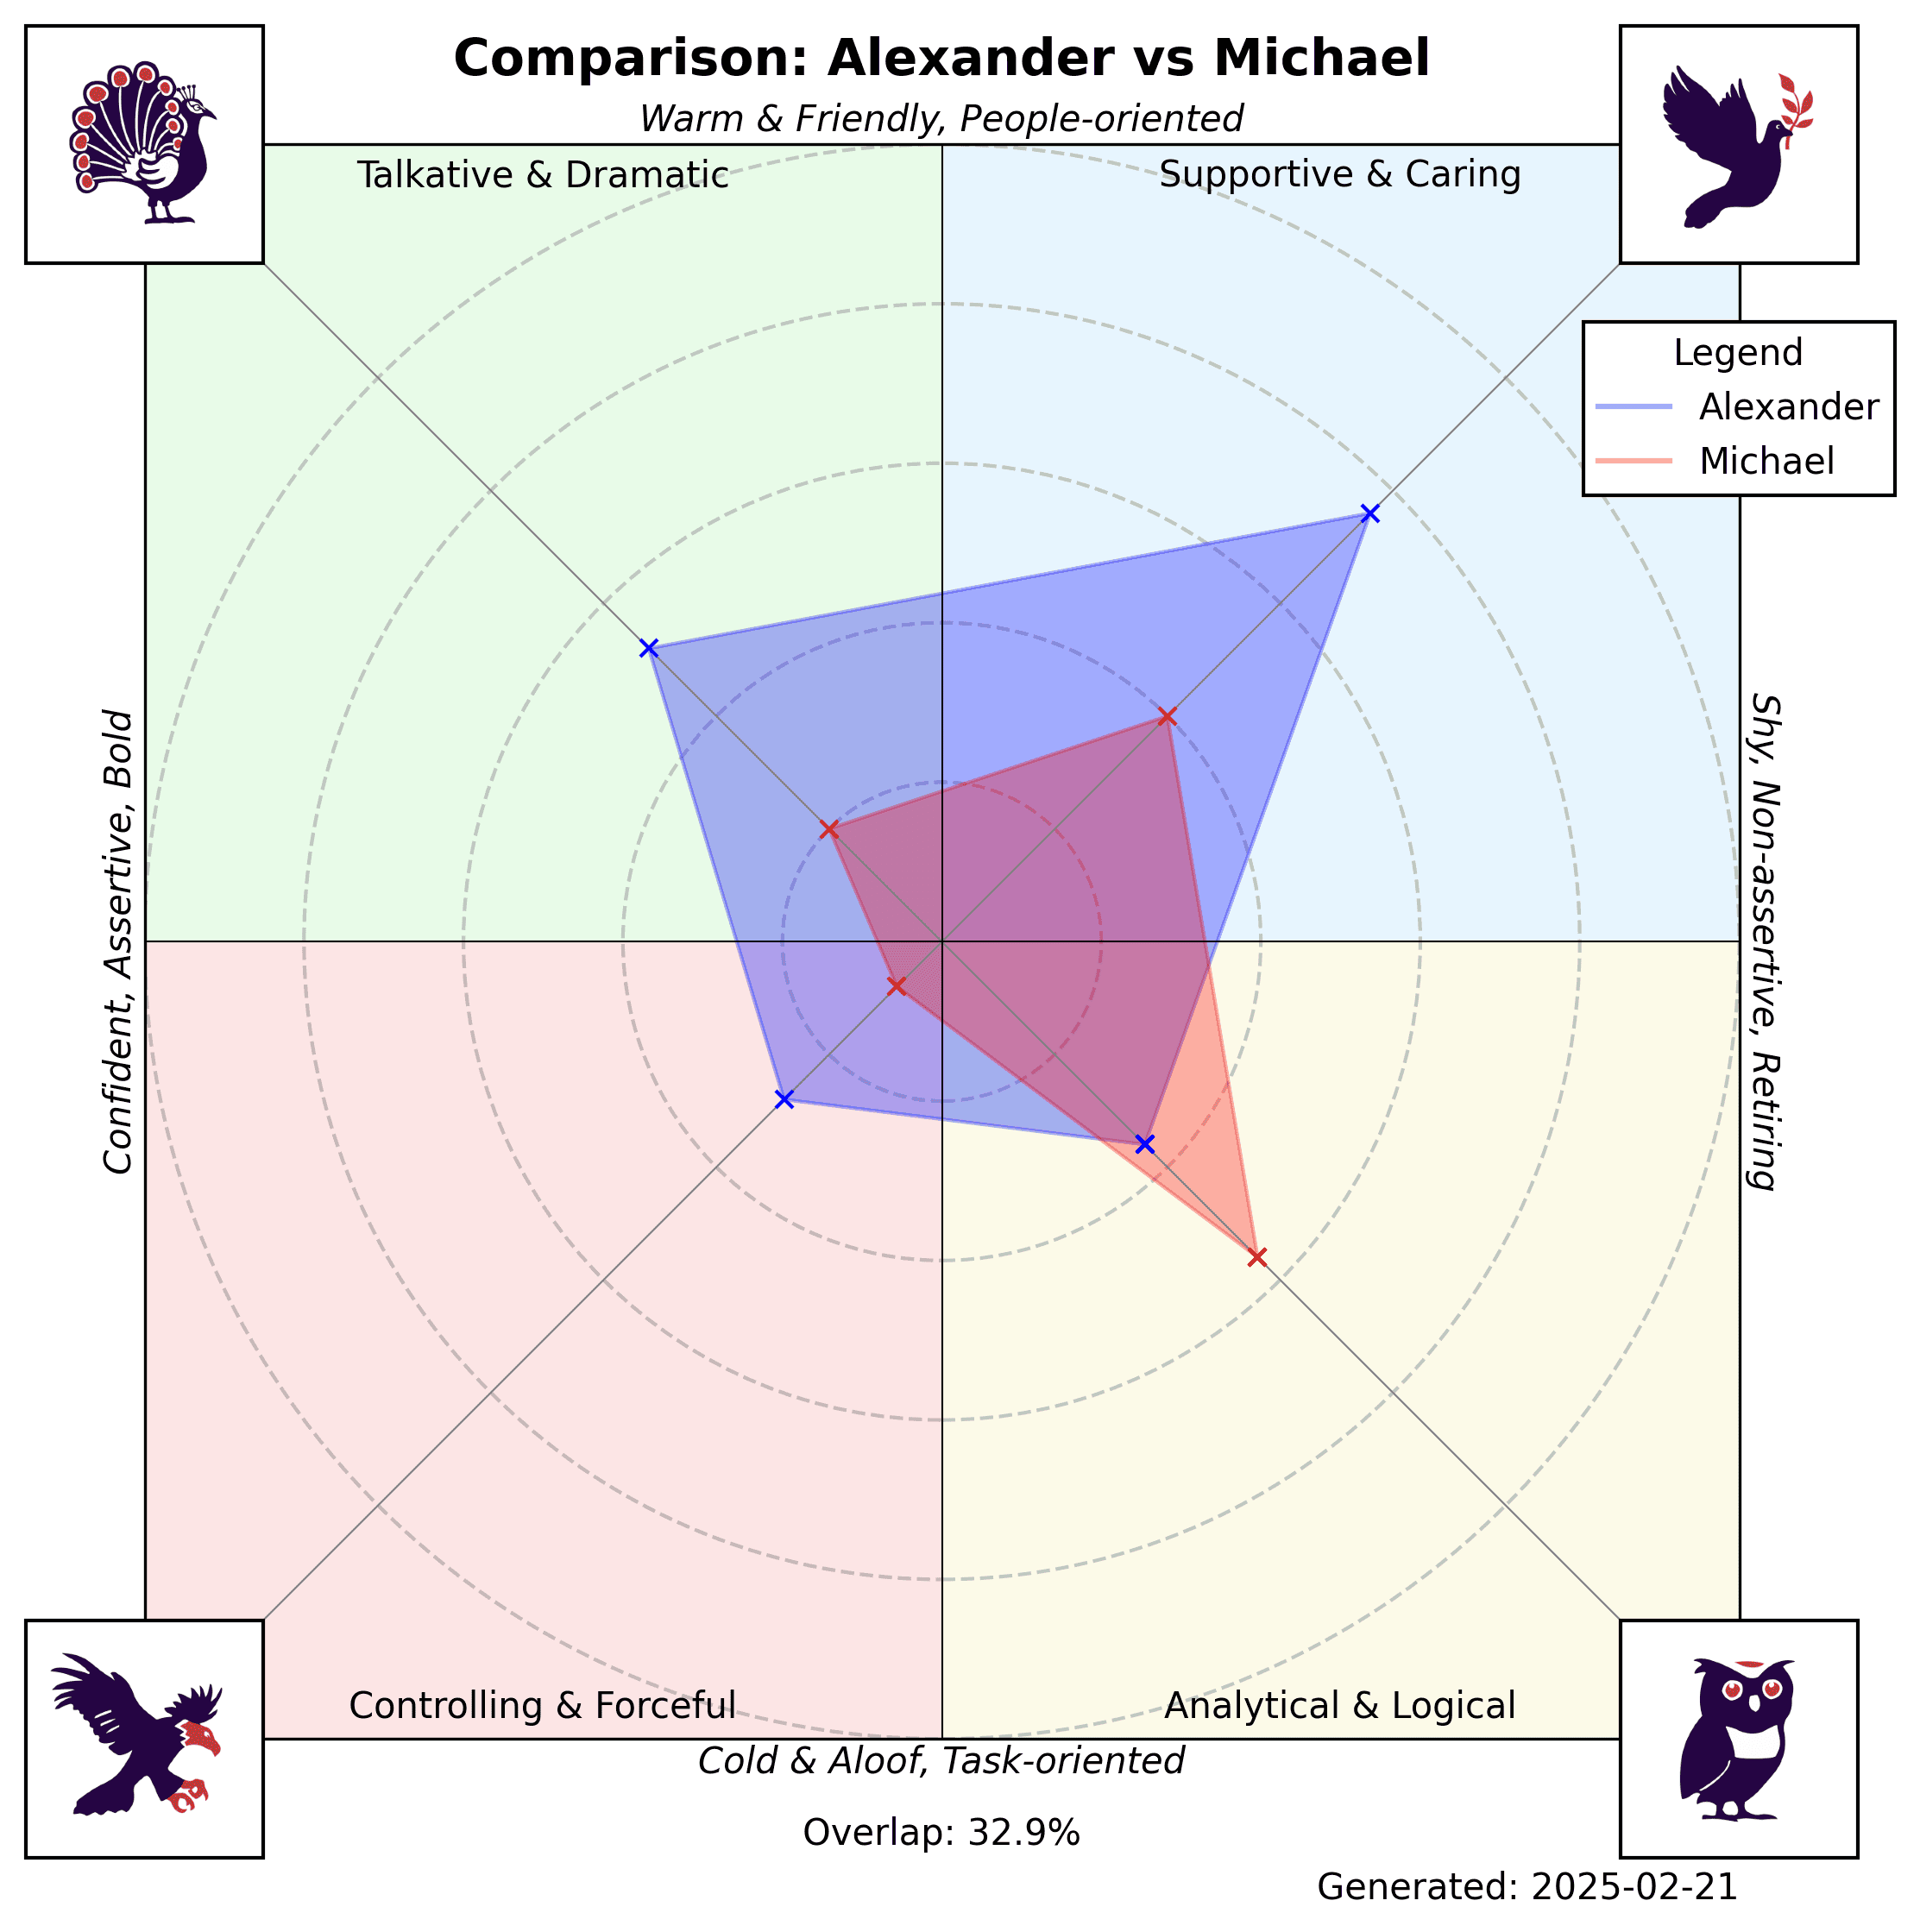 Comparison: Alexander vs Michael
Warm & Friendly, People-oriented
Talkative & Dramatic
Supportive & Caring
Legend
Alexander
Michael
Confident, Assertive, Bold
Shy, Non-assertive, Retiring
Controlling & Forceful
Analytical & Logical
Cold & Aloof, Task-oriented
Overlap: 32.9%
Generated: 2025-02-21